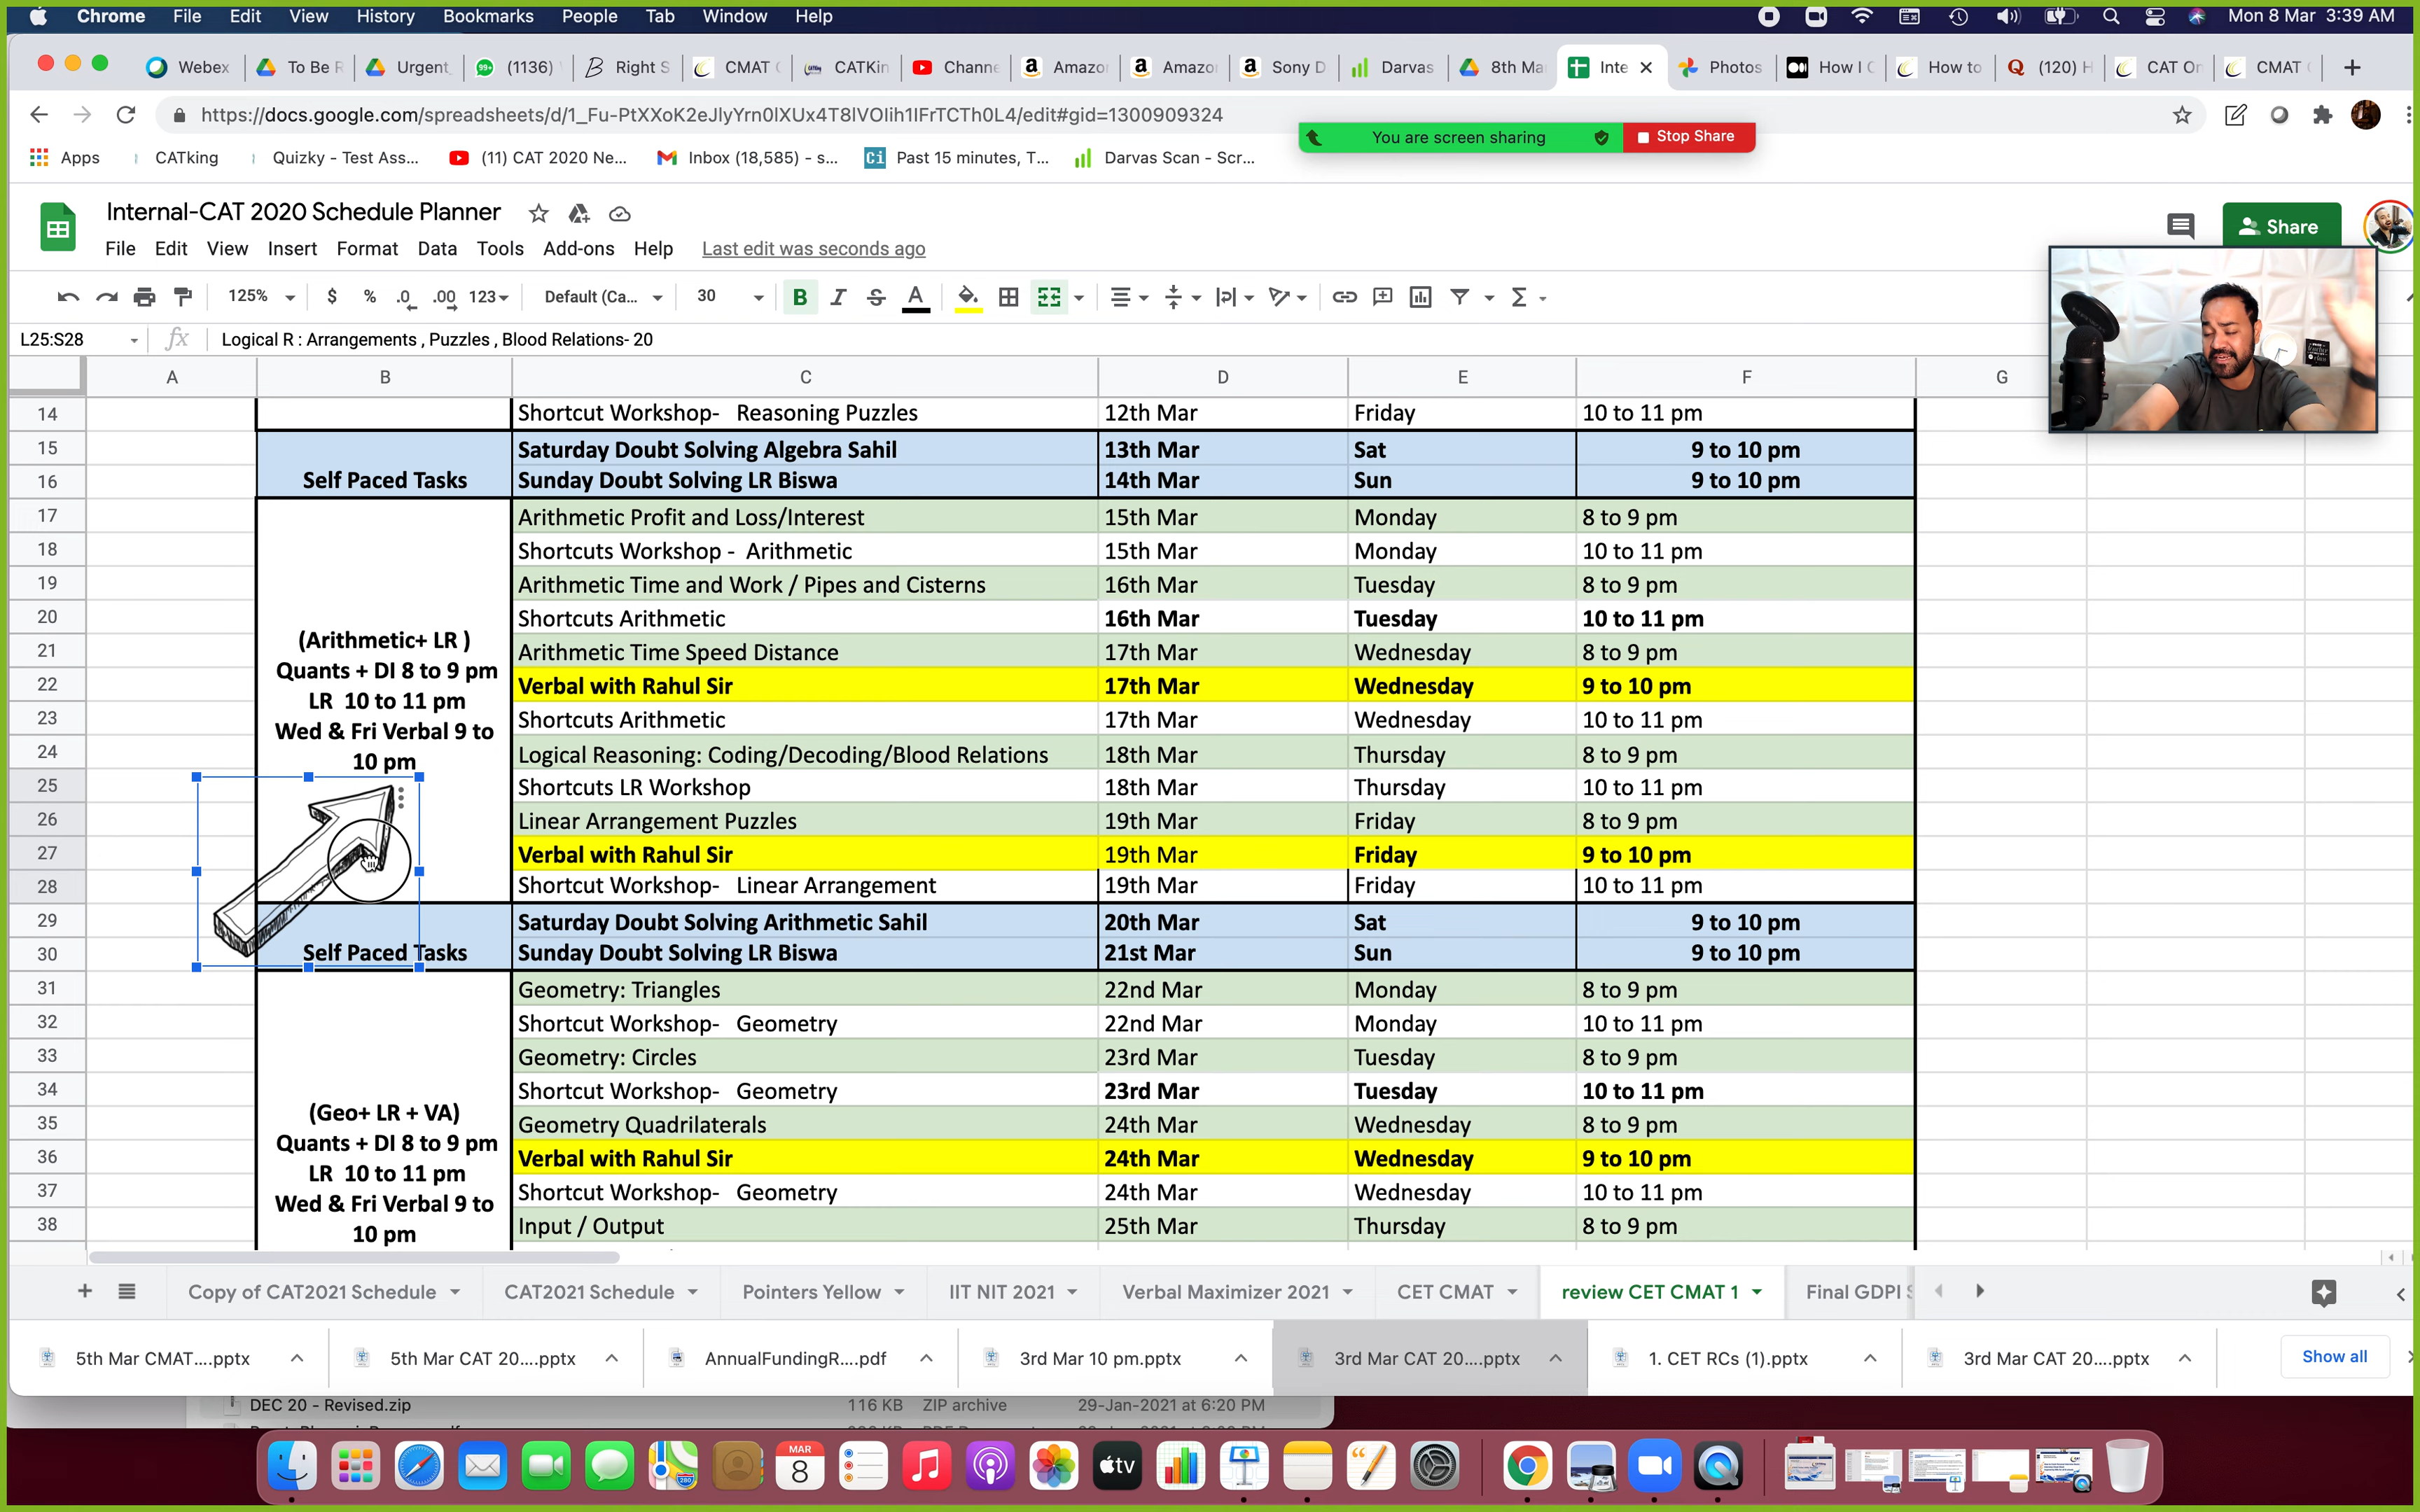 Chrome File Edit View History Bookmarks People Tab Window Help Mon 8 Mar 3:39 AM
Webex To Be R Urgent 99+ (1136) Right S CMAT CATKin Channe Amazo Amazo Sony D Darvas 8th Ma Inte Photos How I How to (120) H CAT On CMAT
https://docs.google.com/spreadsheets/d/1_Fu-PtXXoK2eJlyYrn0lXUx4T8lVOlih1IFrTCTh0L4/edit#gid=1300909324
You are screen sharing Stop Share
Apps CATking Quizky - Test Ass... (11) CAT 2020 Ne... Inbox (18,585) - s... Past 15 minutes, T... Darvas Scan - Scr...
Internal-CAT 2020 Schedule Planner
Share
File Edit View Insert Format Data Tools Add-ons Help Last edit was seconds ago
125% $ % .0 .00 123 Default (Ca... 30 B I S A
L25:S28 fx Logical R : Arrangements , Puzzles , Blood Relations- 20
A B C D E F G
14 Shortcut Workshop- Reasoning Puzzles 12th Mar Friday 10 to 11 pm
15 Saturday Doubt Solving Algebra Sahil 13th Mar Sat 9 to 10 pm
16 Self Paced Tasks Sunday Doubt Solving LR Biswa 14th Mar Sun 9 to 10 pm
17 Arithmetic Profit and Loss/Interest 15th Mar Monday 8 to 9 pm
18 Shortcuts Workshop - Arithmetic 15th Mar Monday 10 to 11 pm
19 Arithmetic Time and Work / Pipes and Cisterns 16th Mar Tuesday 8 to 9 pm
20 Shortcuts Arithmetic 16th Mar Tuesday 10 to 11 pm
(Arithmetic+ LR )
21 Arithmetic Time Speed Distance 17th Mar Wednesday 8 to 9 pm
Quants + DI 8 to 9 pm
22 Verbal with Rahul Sir 17th Mar Wednesday 9 to 10 pm
LR 10 to 11 pm
23 Shortcuts Arithmetic 17th Mar Wednesday 10 to 11 pm
Wed & Fri Verbal 9 to
24 Logical Reasoning: Coding/Decoding/Blood Relations 18th Mar Thursday 8 to 9 pm
10 pm
25 Shortcuts LR Workshop 18th Mar Thursday 10 to 11 pm
26 Linear Arrangement Puzzles 19th Mar Friday 8 to 9 pm
27 Verbal with Rahul Sir 19th Mar Friday 9 to 10 pm
28 Shortcut Workshop- Linear Arrangement 19th Mar Friday 10 to 11 pm
29 Saturday Doubt Solving Arithmetic Sahil 20th Mar Sat 9 to 10 pm
30 Self Paced Tasks Sunday Doubt Solving LR Biswa 21st Mar Sun 9 to 10 pm
31 Geometry: Triangles 22nd Mar Monday 8 to 9 pm
32 Shortcut Workshop- Geometry 22nd Mar Monday 10 to 11 pm
33 Geometry: Circles 23rd Mar Tuesday 8 to 9 pm
34 Shortcut Workshop- Geometry 23rd Mar Tuesday 10 to 11 pm
(Geo+ LR + VA)
35 Geometry Quadrilaterals 24th Mar Wednesday 8 to 9 pm
Quants + DI 8 to 9 pm
36 Verbal with Rahul Sir 24th Mar Wednesday 9 to 10 pm
LR 10 to 11 pm
37 Shortcut Workshop- Geometry 24th Mar Wednesday 10 to 11 pm
Wed & Fri Verbal 9 to
38 Input / Output 25th Mar Thursday 8 to 9 pm
10 pm
Copy of CAT2021 Schedule CAT2021 Schedule Pointers Yellow IIT NIT 2021 Verbal Maximizer 2021 CET CMAT review CET CMAT 1 Final GDPI
5th Mar CMAT....pptx 5th Mar CAT 20....pptx AnnualFundingR....pdf 3rd Mar 10 pm.pptx 3rd Mar CAT 20....pptx 1. CET RCs (1).pptx 3rd Mar CAT 20....pptx Show all
DEC 20 - Revised.zip 116 KB ZIP archive 29-Jan-2021 at 6:20 PM
MAR
8
tv